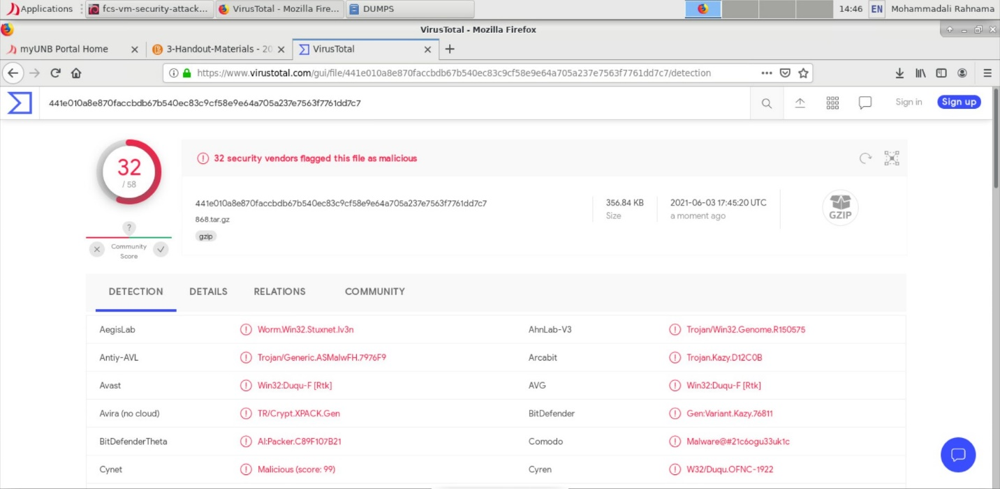 Applications fcs-vm-security-attack... VirusTotal - Mozilla Fire... DUMPS 14:46 EN Mohammadali Rahnama
VirusTotal - Mozilla Firefox
myUNB Portal Home 3-Handout-Materials - 20 VirusTotal
https://www.virustotal.com/gui/file/441e010a8e870faccbdb67b540ec83c9cf58e9e64a705a237e7563f7761dd7c7/detection
441e010a8e870faccbdb67b540ec83c9cf58e9e64a705a237e7563f7761dd7c7 Sign in Sign up
32
/ 58
? Community Score
32 security vendors flagged this file as malicious
441e010a8e870faccbdb67b540ec83c9cf58e9e64a705a237e7563f7761dd7c7
868.tar.gz
gzip
356.84 KB
Size
2021-06-03 17:45:20 UTC
a moment ago
GZIP
DETECTION DETAILS RELATIONS COMMUNITY
AegisLab Worm.Win32.Stuxnet.lv3n AhnLab-V3 Trojan/Win32.Genome.R150575
Antiy-AVL Trojan/Generic.ASMalwFH.7976F9 Arcabit Trojan.Kazy.D12C0B
Avast Win32:Duqu-F [Rtk] AVG Win32:Duqu-F [Rtk]
Avira (no cloud) TR/Crypt.XPACK.Gen BitDefender Gen:Variant.Kazy.76811
BitDefenderTheta AI:Packer.C89F107B21 Comodo Malware@#21c6ogu33uk1c
Cynet Malicious (score: 99) Cyren W32/Duqu.OFNC-1922